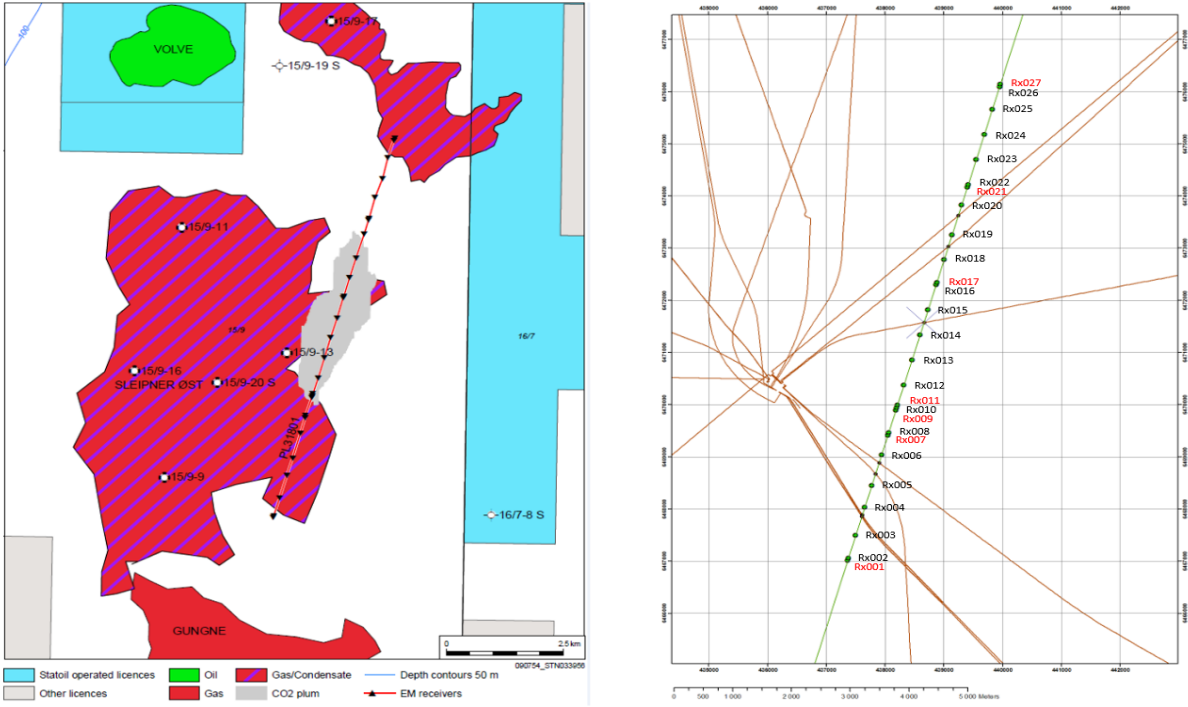 100
VOLVE
15/9-17
15/9-19 S
15/9-11
15/9
16/7
15/9-13
15/9-16
SLEIPNER ØST
15/9-20 S
PL31801
15/9-9
16/7-8 S
GUNGNE
0 2.5 km
090754_STN033956
Statoil operated licences
Oil
Gas/Condensate
Depth contours 50 m
Other licences
Gas
CO2 plum
EM receivers
Rx027
Rx026
Rx025
Rx024
Rx023
Rx022
Rx021
Rx020
Rx019
Rx018
Rx017
Rx016
Rx015
Rx014
Rx013
Rx012
Rx011
Rx010
Rx009
Rx008
Rx007
Rx006
Rx005
Rx004
Rx003
Rx002
Rx001
0 500 1 000 2 000 3 000 4 000 5 000 Meters